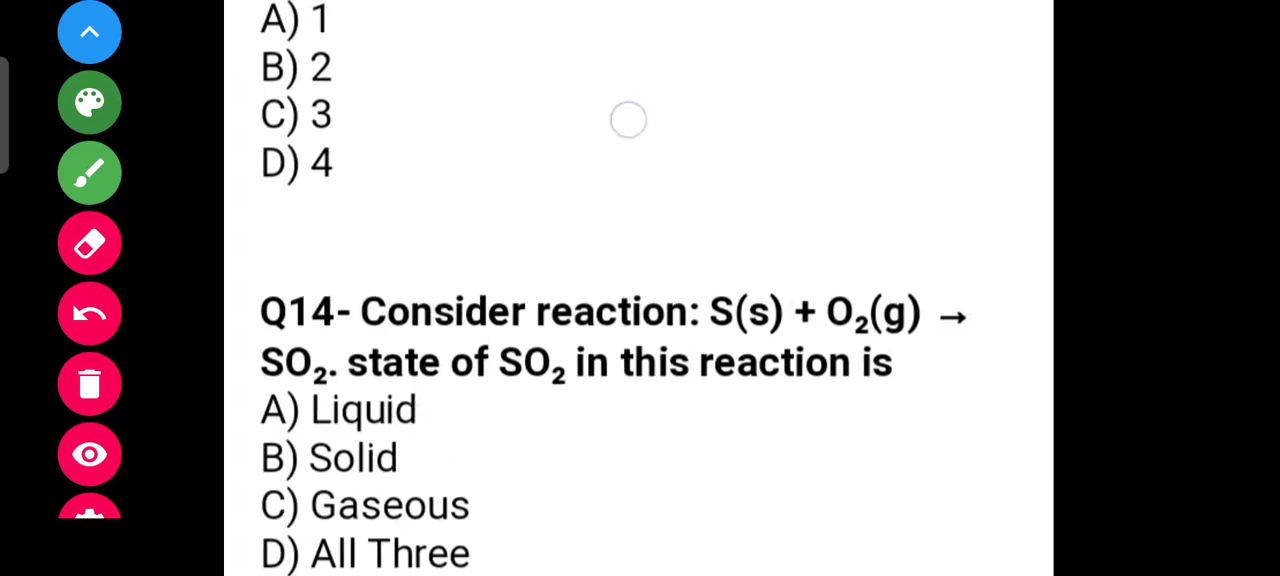 A) 1
B) 2
C) 3
D) 4
Q14- Consider reaction: S(s) + O₂(g) →
SO₂. state of SO₂ in this reaction is
A) Liquid
B) Solid
C) Gaseous
D) All Three